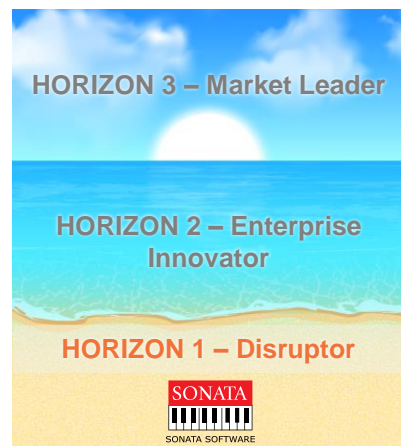 HORIZON 3 – Market Leader
HORIZON 2 – Enterprise
Innovator
HORIZON 1 – Disruptor
SONATA
SONATA SOFTWARE